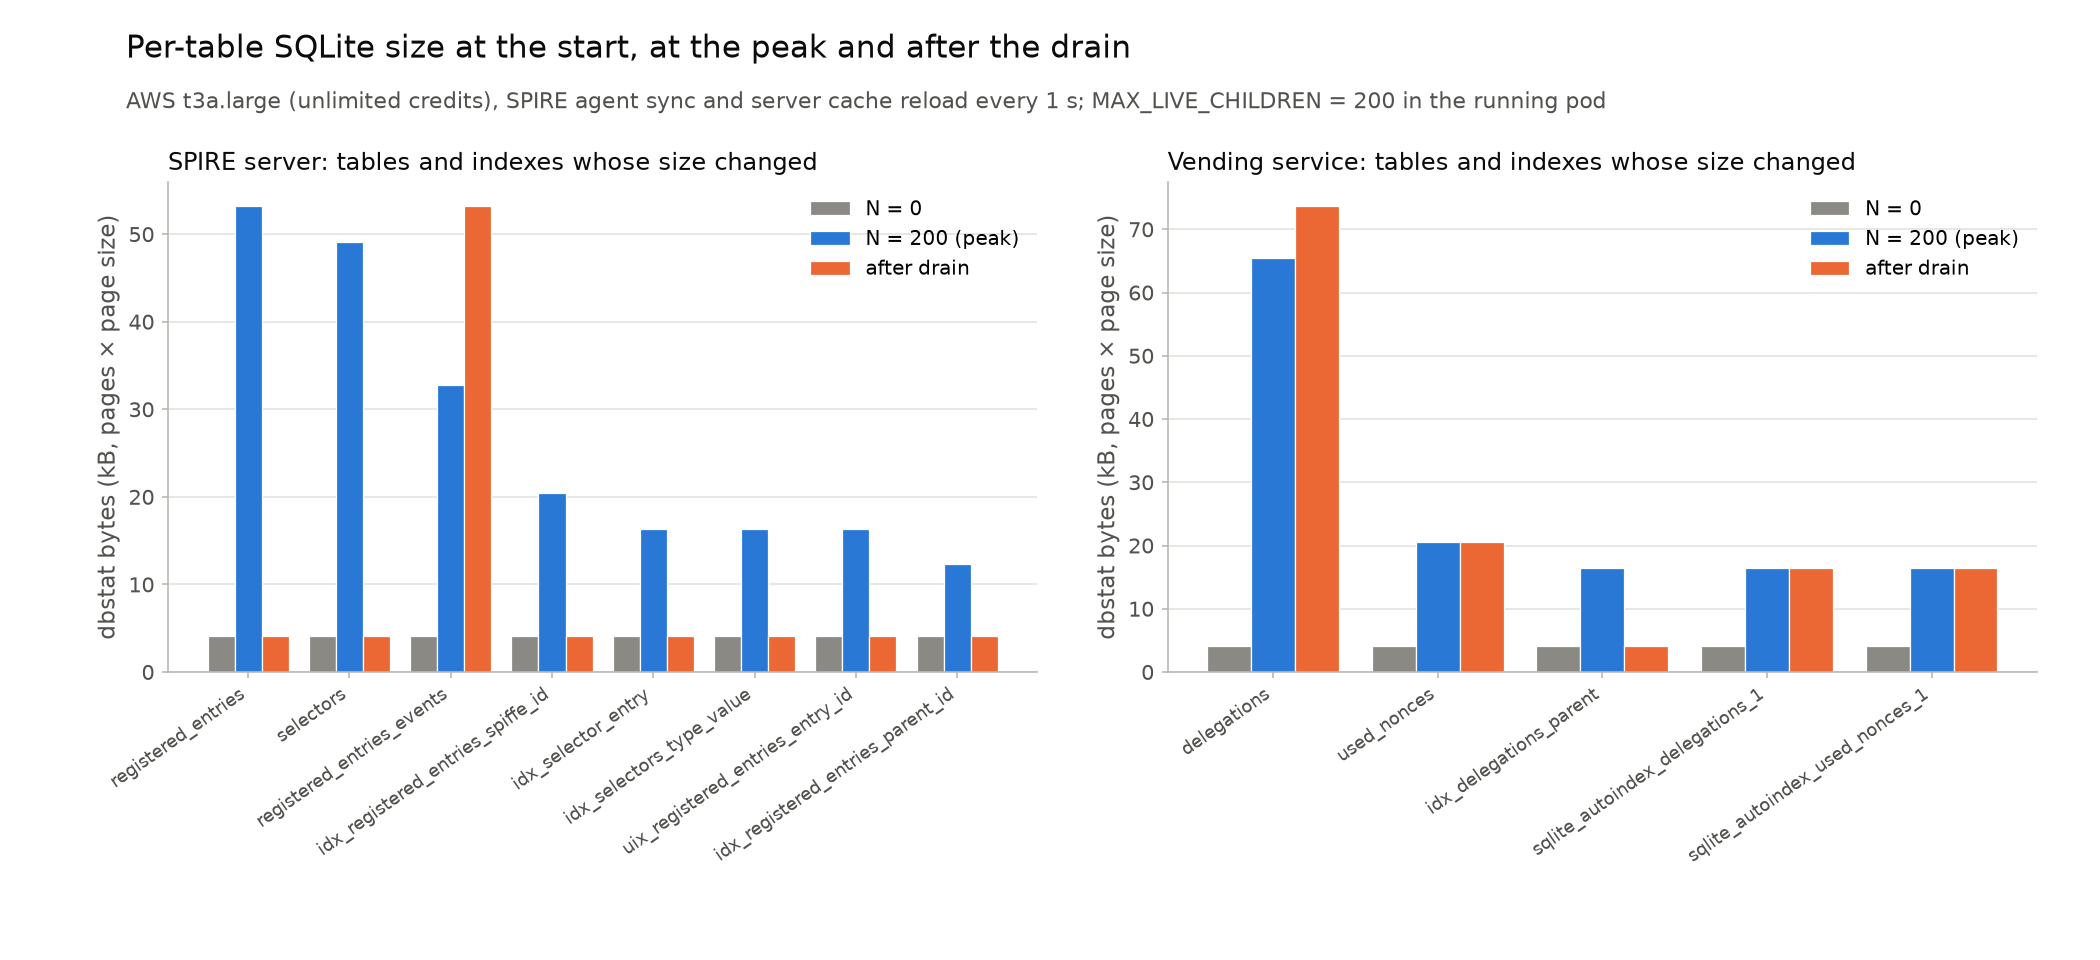 Per-table SQLite size at the start, at the peak and after the drain
AWS t3a.large (unlimited credits), SPIRE agent sync and server cache reload every 1 s; MAX_LIVE_CHILDREN = 200 in the running pod
SPIRE server: tables and indexes whose size changed
dbstat bytes (kB, pages × page size)
50
40
30
20
10
0
N = 0
N = 200 (peak)
after drain
registered_entries
selectors
registered_entries_events
idx_registered_entries_spiffe_id
idx_selector_entry
idx_selectors_type_value
uix_registered_entries_entry_id
idx_registered_entries_parent_id
Vending service: tables and indexes whose size changed
dbstat bytes (kB, pages × page size)
70
60
50
40
30
20
10
0
N = 0
N = 200 (peak)
after drain
delegations
used_nonces
idx_delegations_parent
sqlite_autoindex_delegations_1
sqlite_autoindex_used_nonces_1